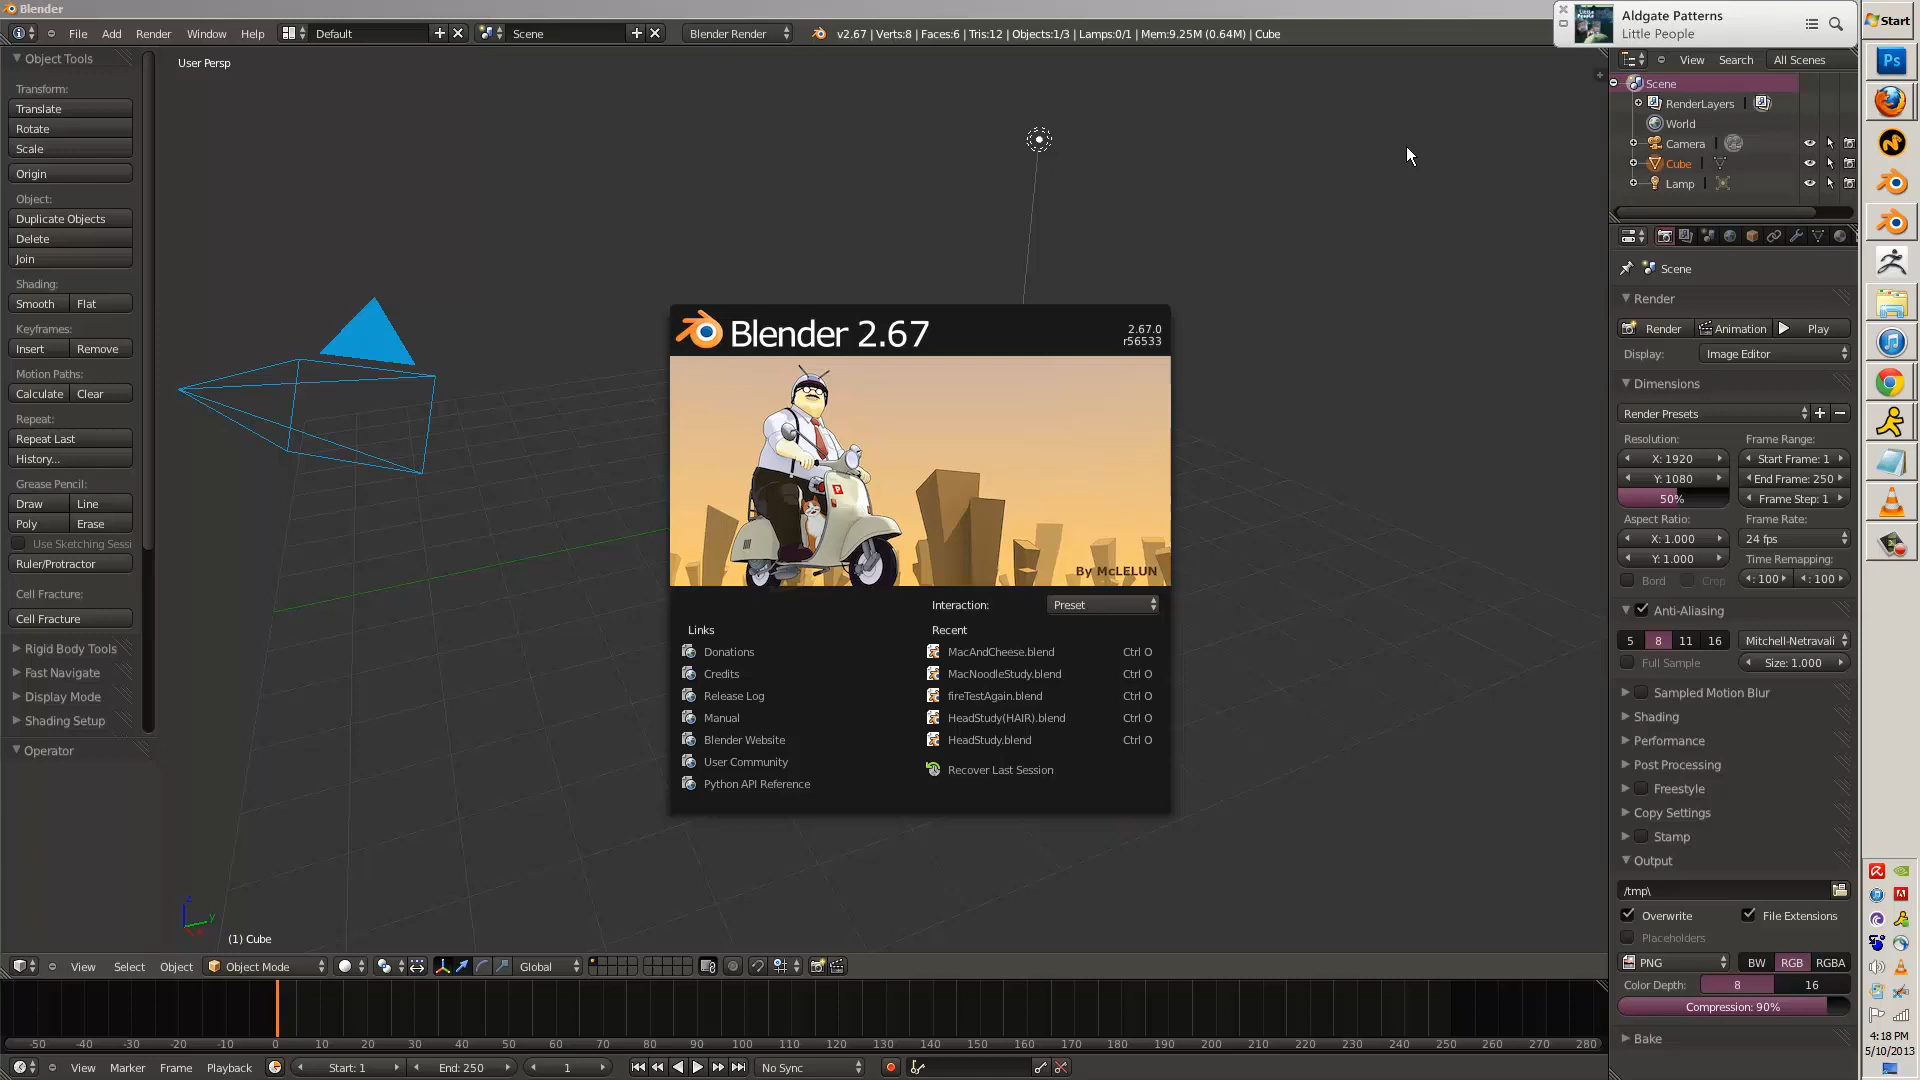 Blender
File Add Render Window Help Default Scene Blender Render v2.67 | Verts:8 | Faces:6 | Tris:12 | Objects:1/3 | Lamps:0/1 | Mem:9.25M (0.64M) | Cube
Aldgate Patterns
Little People
Start
Object Tools
Transform:
Translate
Rotate
Scale
Origin
Object:
Duplicate Objects
Delete
Join
Shading:
Smooth Flat
Keyframes:
Insert Remove
Motion Paths:
Calculate Clear
Repeat:
Repeat Last
History...
Grease Pencil:
Draw Line
Poly Erase
Use Sketching Sessi
Ruler/Protractor
Cell Fracture:
Cell Fracture
Rigid Body Tools
Fast Navigate
Display Mode
Shading Setup
Operator
User Persp
Blender 2.67
2.67.0
r56533
P
By McLELUN
Interaction: Preset
Links
Donations
Credits
Release Log
Manual
Blender Website
User Community
Python API Reference
Recent
MacAndCheese.blend Ctrl O
MacNoodleStudy.blend Ctrl O
fireTestAgain.blend Ctrl O
HeadStudy(HAIR).blend Ctrl O
HeadStudy.blend Ctrl O
Recover Last Session
z
y
(1) Cube
View Select Object Object Mode Global
-50 -40 -30 -20 -10 0 10 20 30 40 50 60 70 80 90 100 110 120 130 140 150 160 170 180 190 200 210 220 230 240 250 260 270 280
View Marker Frame Playback Start: 1 End: 250 1 No Sync
View Search All Scenes
Scene
RenderLayers
World
Camera
Cube
Lamp
Scene
Render
Render Animation Play
Display: Image Editor
Dimensions
Render Presets
Resolution: Frame Range:
X: 1920 Start Frame: 1
Y: 1080 End Frame: 250
50% Frame Step: 1
Aspect Ratio: Frame Rate:
X: 1.000 24 fps
Y: 1.000 Time Remapping:
Bord Crop : 100 : 100
Anti-Aliasing
5 8 11 16 Mitchell-Netravali
Full Sample Size: 1.000
Sampled Motion Blur
Shading
Performance
Post Processing
Freestyle
Copy Settings
Stamp
Output
/tmp\
Overwrite File Extensions
Placeholders
PNG BW RGB RGBA
Color Depth: 8 16
Compression: 90%
Bake
Ps
4:18 PM
5/10/2013